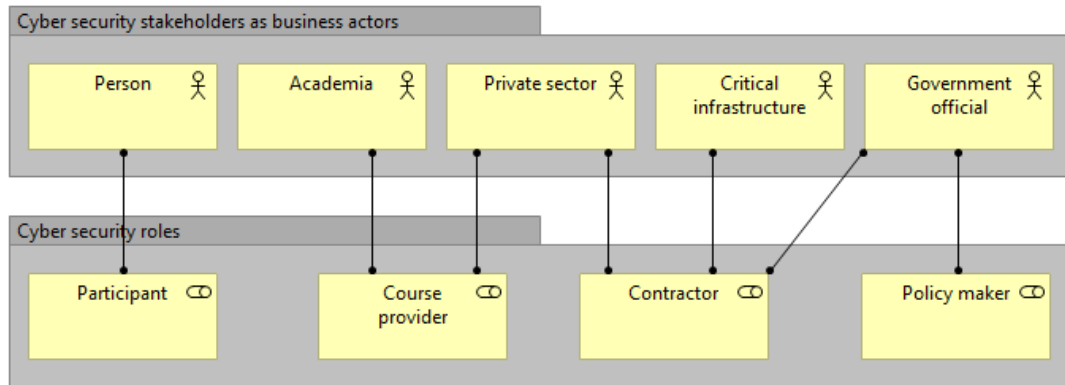 Cyber security stakeholders as business actors
Person
Academia
Private sector
Critical
infrastructure
Government
official
Cyber security roles
Participant
Course
provider
Contractor
Policy maker